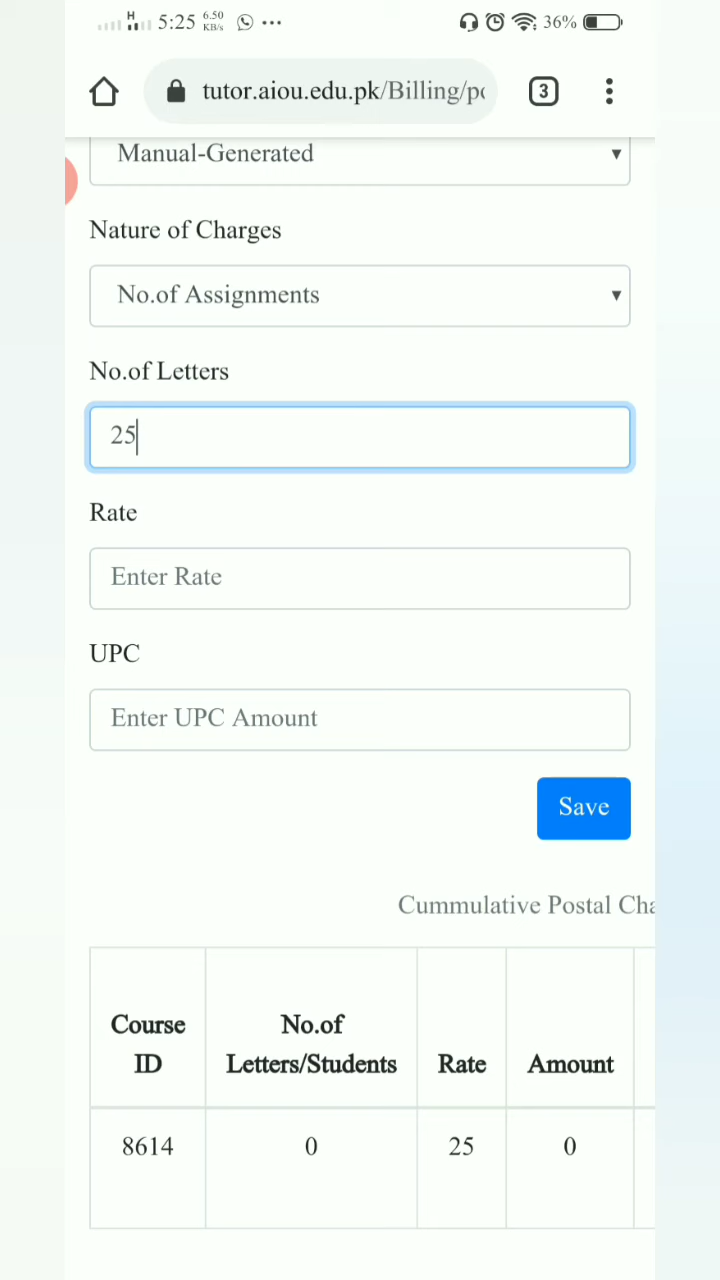 H 5:25 6.50 KB/s 36%
tutor.aiou.edu.pk/Billing/po 3
Manual-Generated
Nature of Charges
No.of Assignments
No.of Letters
25
Rate
Enter Rate
UPC
Enter UPC Amount
Save
Cummulative Postal Cha
Course ID No.of Letters/Students Rate Amount
8614 0 25 0